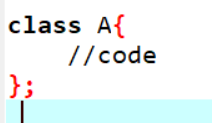 class A{
    //code
};